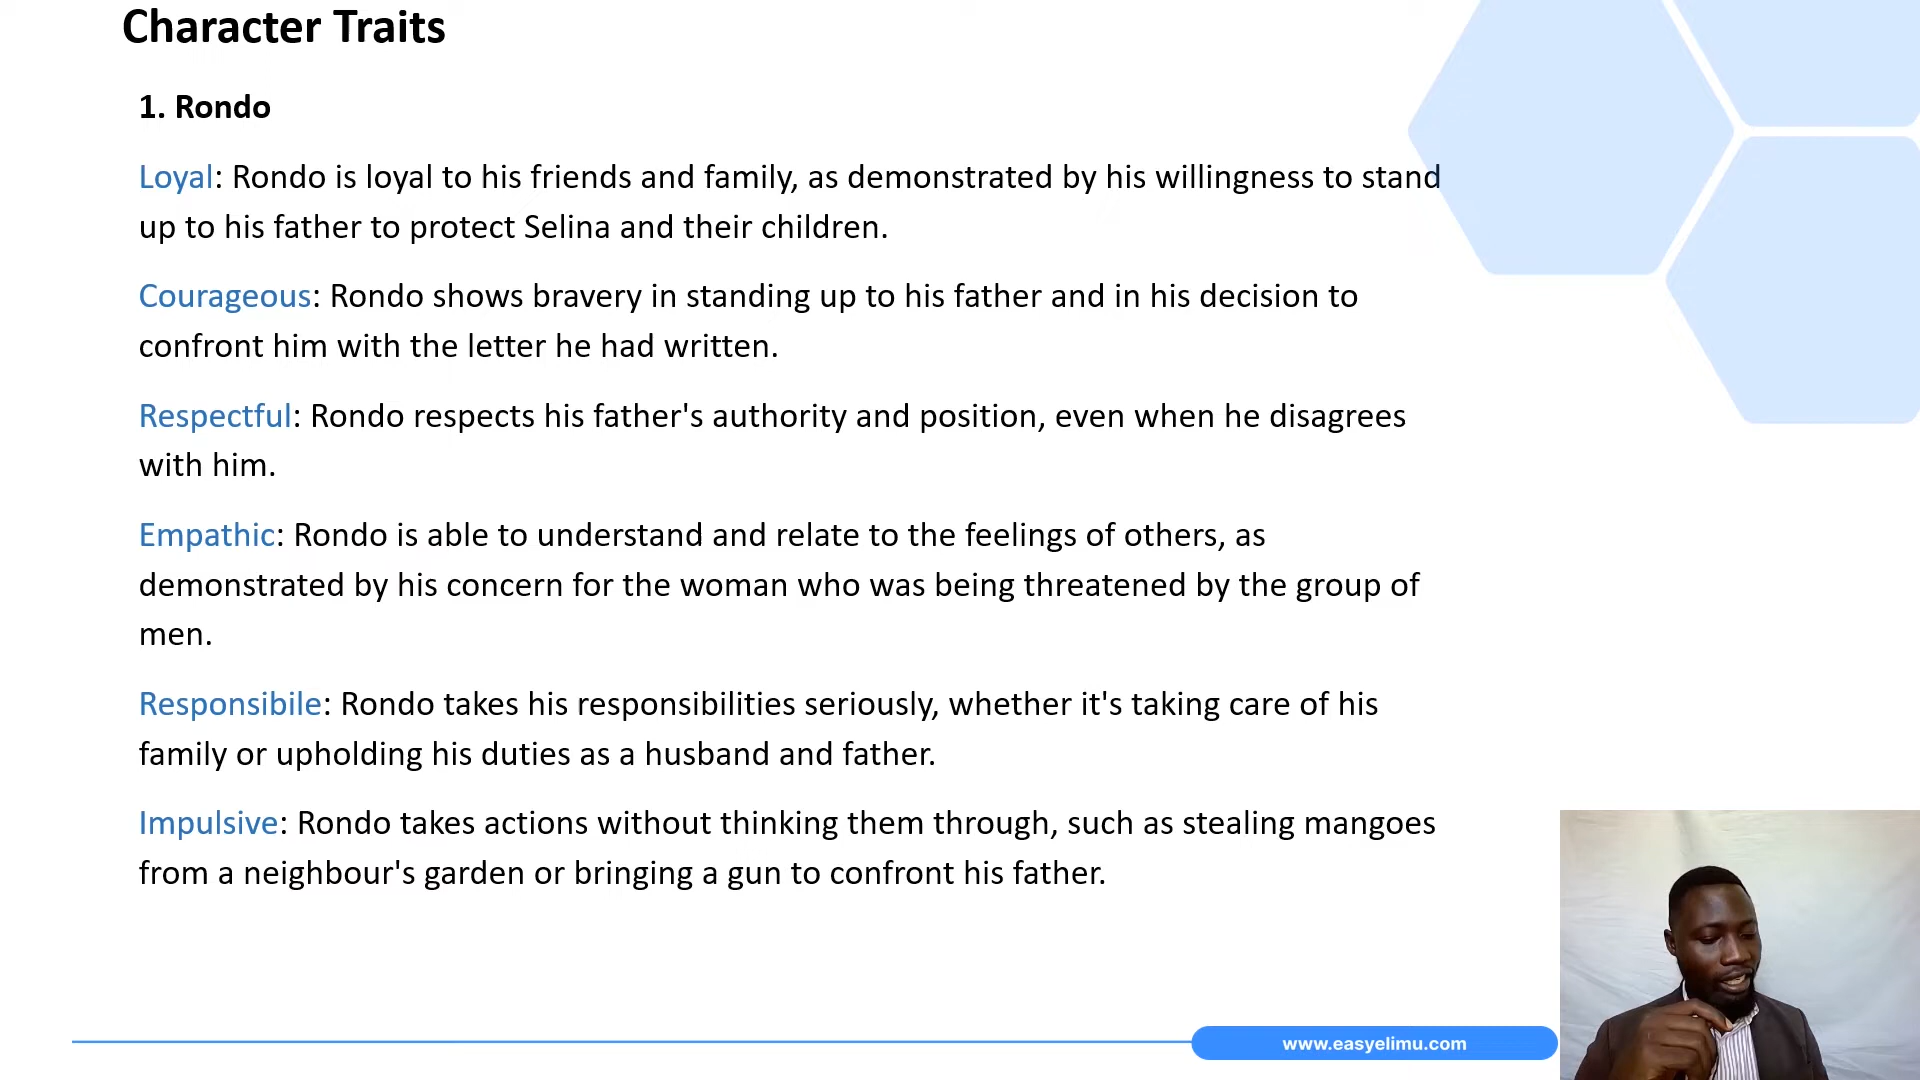 Character Traits
1. Rondo
Loyal: Rondo is loyal to his friends and family, as demonstrated by his willingness to stand
up to his father to protect Selina and their children.
Courageous: Rondo shows bravery in standing up to his father and in his decision to
confront him with the letter he had written.
Respectful: Rondo respects his father's authority and position, even when he disagrees
with him.
Empathic: Rondo is able to understand and relate to the feelings of others, as
demonstrated by his concern for the woman who was being threatened by the group of
men.
Responsibile: Rondo takes his responsibilities seriously, whether it's taking care of his
family or upholding his duties as a husband and father.
Impulsive: Rondo takes actions without thinking them through, such as stealing mangoes
from a neighbour's garden or bringing a gun to confront his father.
www.easyelimu.com